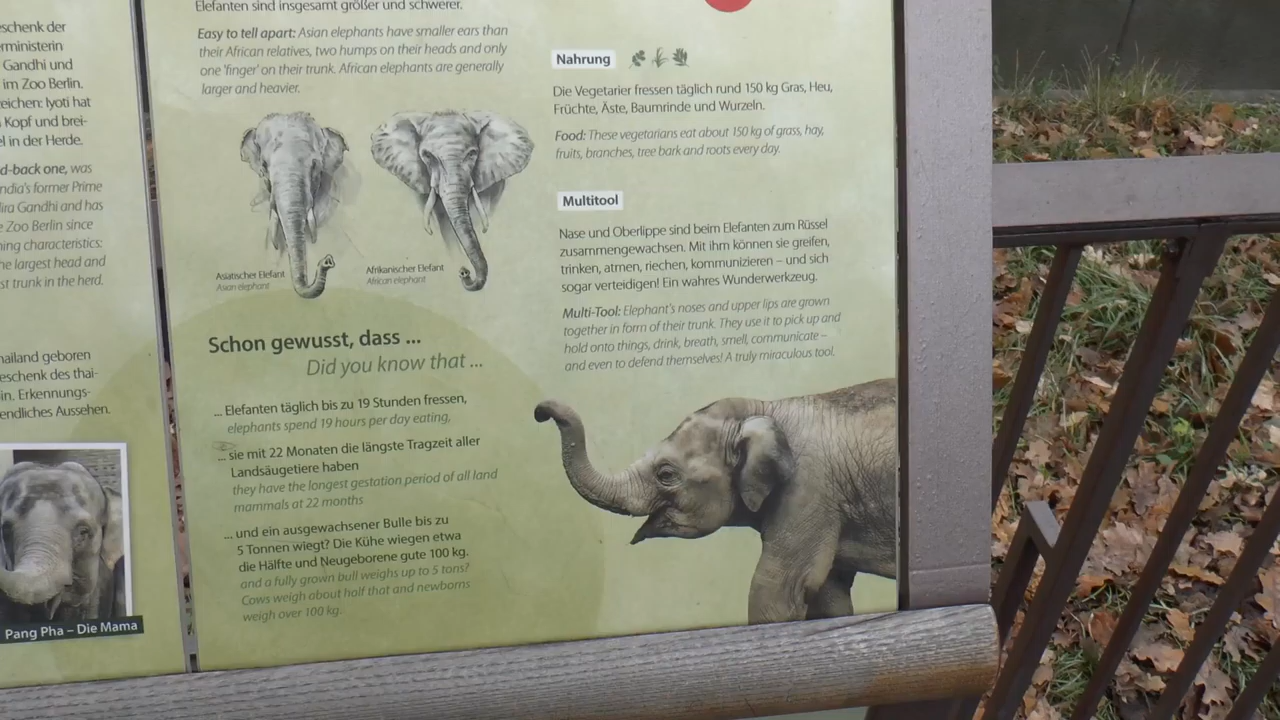 eschenk der
erministerin
Gandhi und
im Zoo Berlin.
eichen: Jyoti hat
Kopf und brei-
el in der Herde.
d-back one, was
ndia's former Prime
ira Gandhi and has
e Zoo Berlin since
ning characteristics:
he largest head and
st trunk in the herd.
hailand geboren
eschenk des thai-
in. Erkennungs-
endliches Aussehen.
Pang Pha – Die Mama
Elefanten sind insgesamt größer und schwerer.
Easy to tell apart: Asian elephants have smaller ears than
their African relatives, two humps on their heads and only
one 'finger' on their trunk. African elephants are generally
larger and heavier.
Asiatischer Elefant
Asian elephant
Afrikanischer Elefant
African elephant
Schon gewusst, dass ...
Did you know that ...
... Elefanten täglich bis zu 19 Stunden fressen,
elephants spend 19 hours per day eating,
... sie mit 22 Monaten die längste Tragzeit aller
Landsäugetiere haben
they have the longest gestation period of all land
mammals at 22 months
... und ein ausgewachsener Bulle bis zu
5 Tonnen wiegt? Die Kühe wiegen etwa
die Hälfte und Neugeborene gute 100 kg.
and a fully grown bull weighs up to 5 tons?
Cows weigh about half that and newborns
weigh over 100 kg.
Nahrung
Die Vegetarier fressen täglich rund 150 kg Gras, Heu,
Früchte, Äste, Baumrinde und Wurzeln.
Food: These vegetarians eat about 150 kg of grass, hay,
fruits, branches, tree bark and roots every day.
Multitool
Nase und Oberlippe sind beim Elefanten zum Rüssel
zusammengewachsen. Mit ihm können sie greifen,
trinken, atmen, riechen, kommunizieren – und sich
sogar verteidigen! Ein wahres Wunderwerkzeug.
Multi-Tool: Elephant's noses and upper lips are grown
together in form of their trunk. They use it to pick up and
hold onto things, drink, breath, smell, communicate –
and even to defend themselves! A truly miraculous tool.